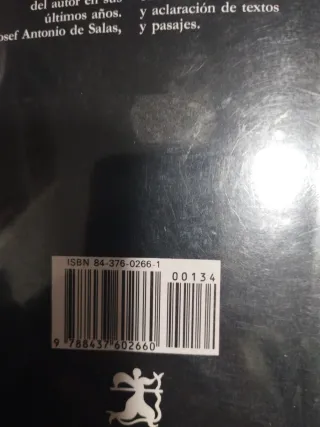 del autor en sus
últimos años.
osef Antonio de Salas,
y aclaración de textos
y pasajes.
ISBN 84-376-0266-1
00134
9 788437 602660